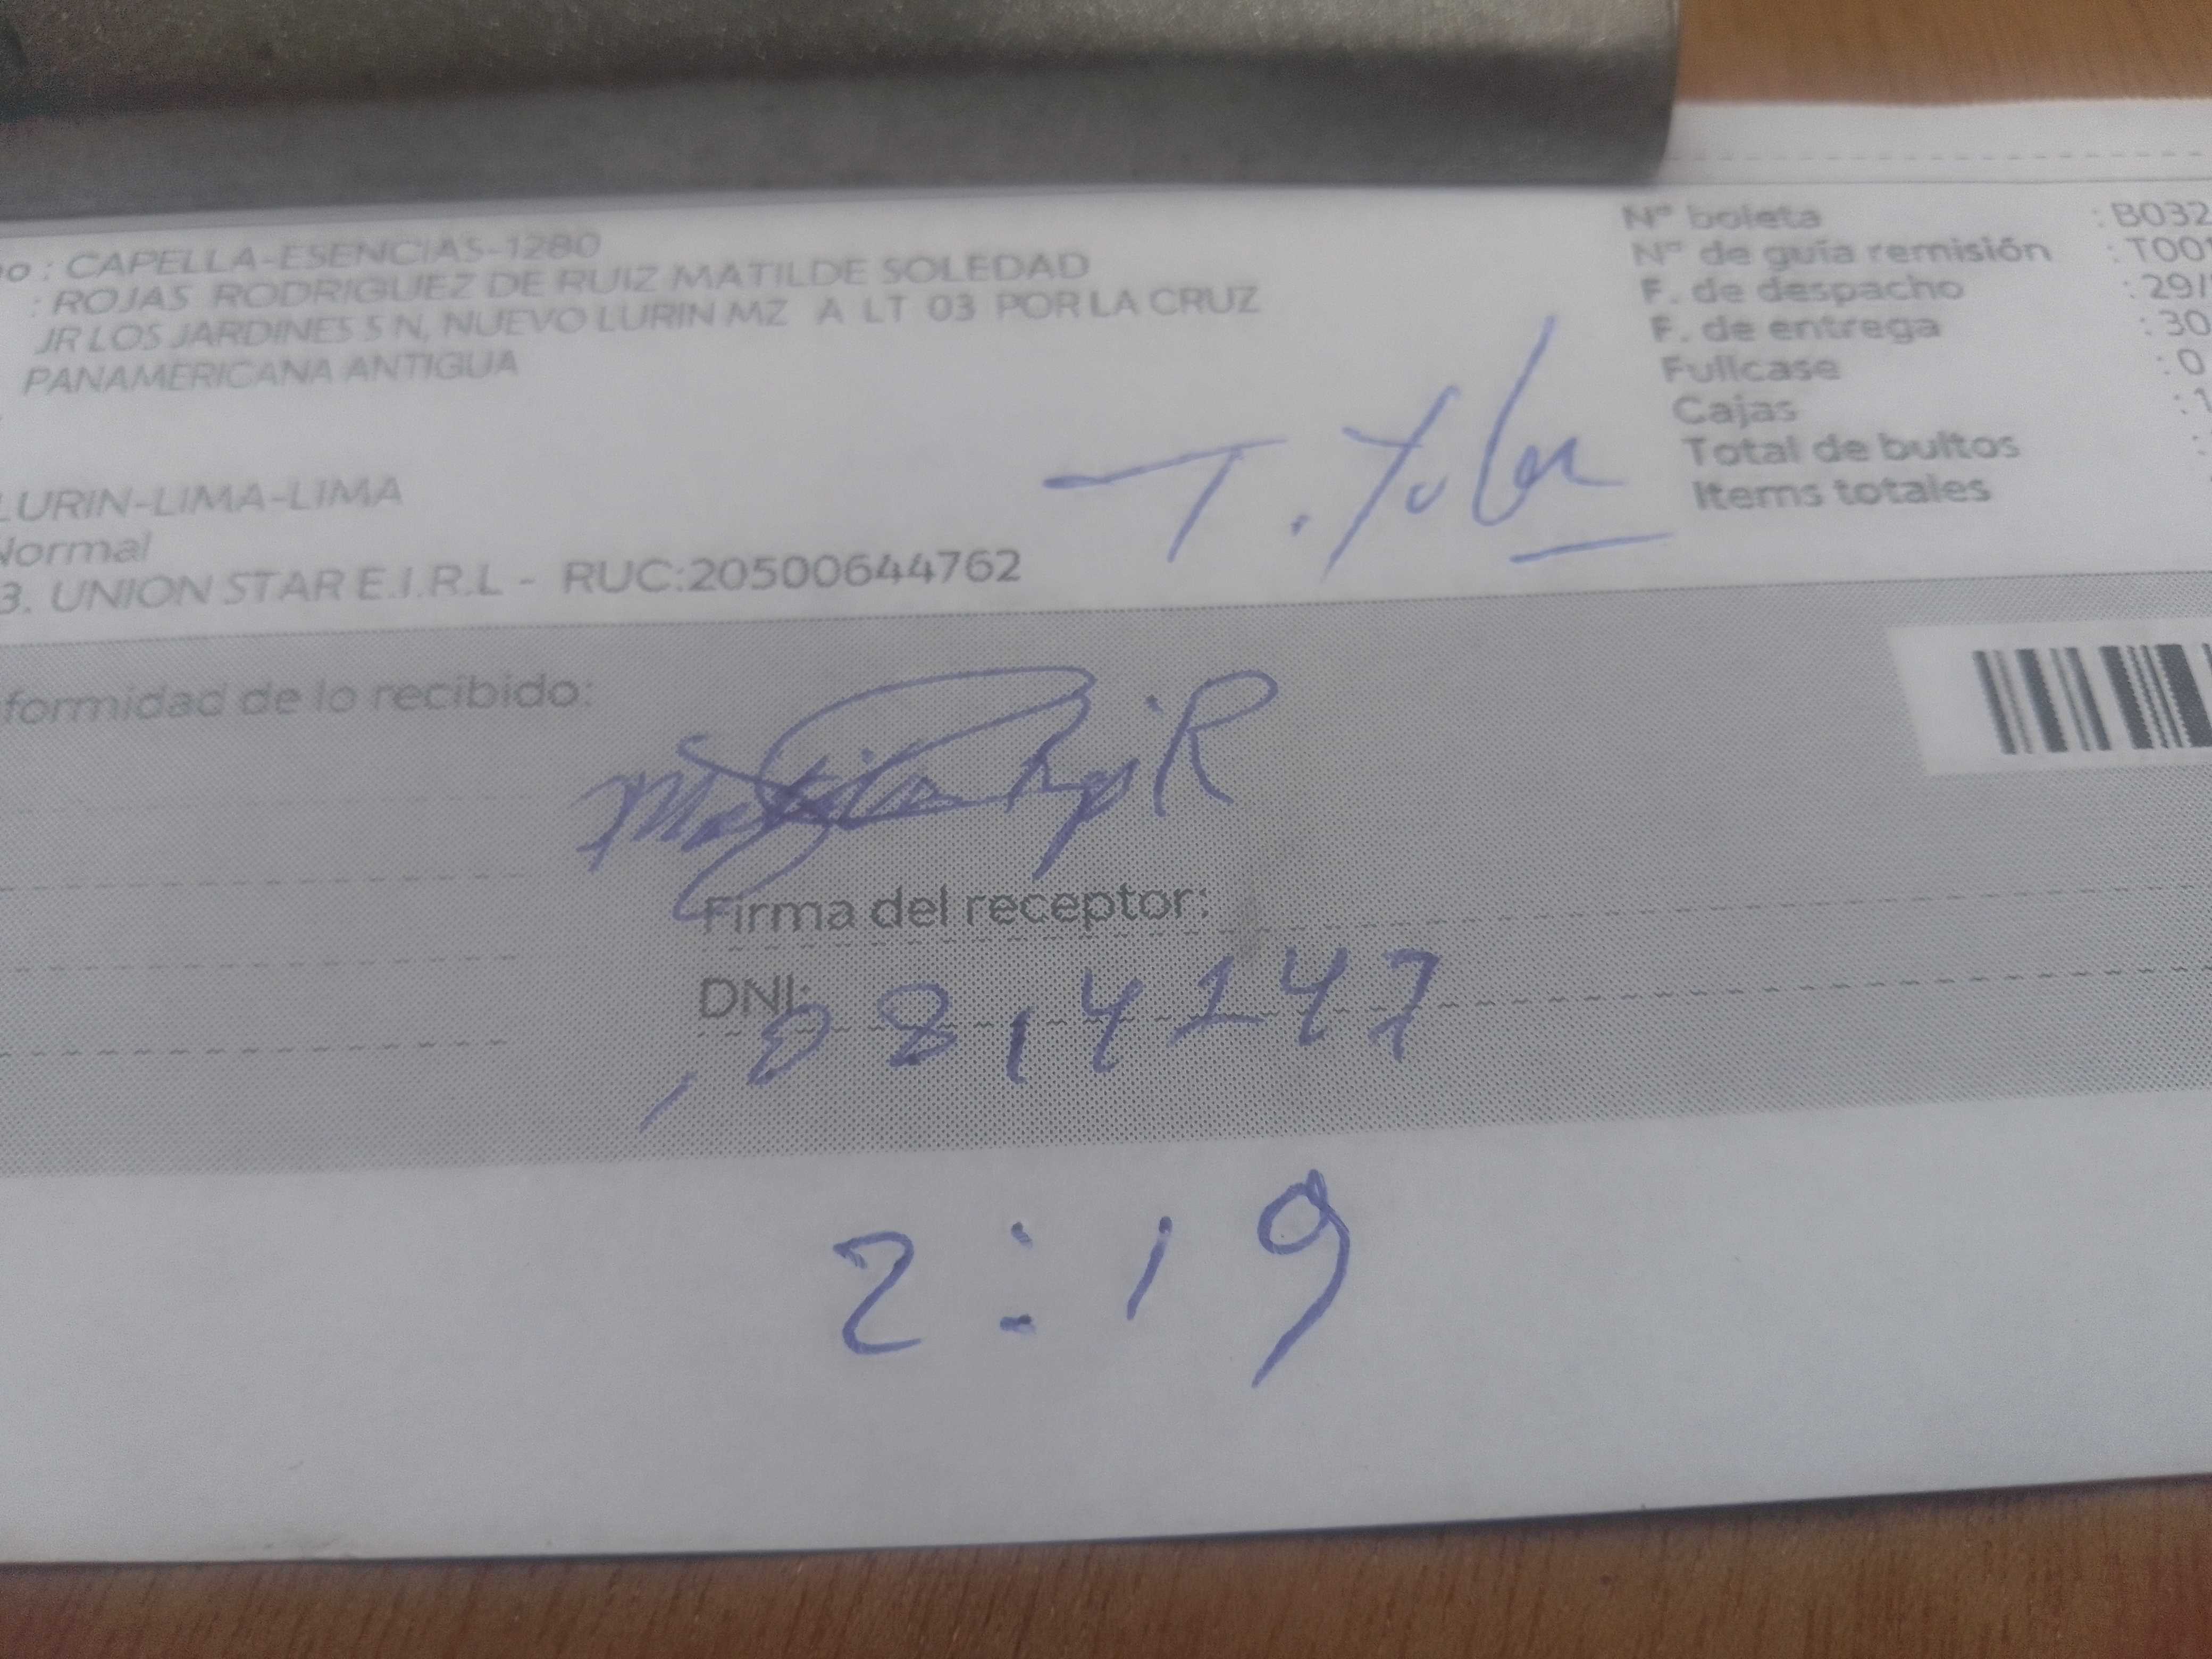 o : CAPELLA-ESENCIAS-1280
: ROJAS RODRIGUEZ DE RUIZ MATILDE SOLEDAD
JR LOS JARDINES S N, NUEVO LURIN MZ A LT 03 POR LA CRUZ
PANAMERICANA ANTIGUA
LURIN-LIMA-LIMA
Normal
3. UNION STAR E.I.R.L - RUC:20500644762
N° boleta : B032
N° de guía remisión : T001
F. de despacho : 29/
F. de entrega : 30
Fullcase : 0
Cajas : 1
Total de bultos :
Items totales
T.
formidad de lo recibido:
Firma del receptor:
DNI: 08141247
2:19